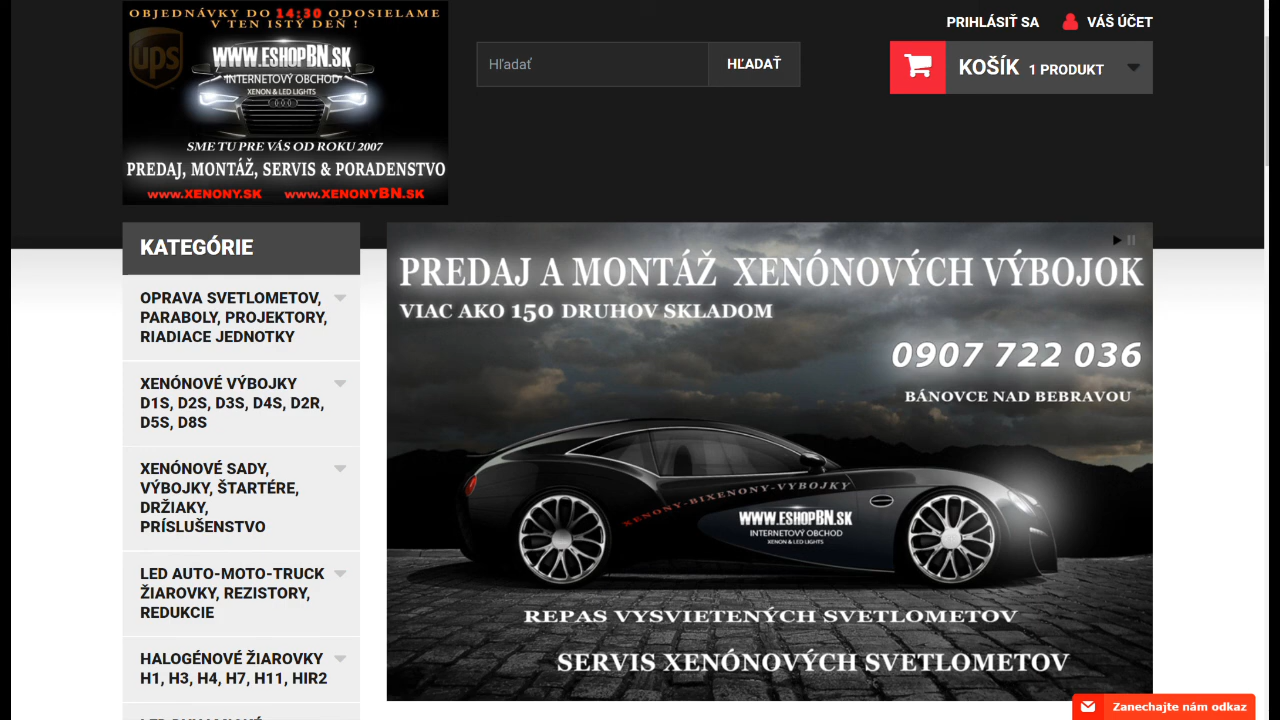 OBJEDNÁVKY DO 14:30 ODOSIELAME
V TEN ISTÝ DEŇ !
ups
WWW.ESHOPBN.SK
INTERNETOVÝ OBCHOD
XENON & LED LIGHTS
SME TU PRE VÁS OD ROKU 2007
PREDAJ, MONTÁŽ, SERVIS & PORADENSTVO
www.XENONY.SK www.XENONYBN.SK
Hľadať
HĽADAŤ
PRIHLÁSIŤ SA VÁŠ ÚČET
KOŠÍK 1 PRODUKT
KATEGÓRIE
OPRAVA SVETLOMETOV,
PARABOLY, PROJEKTORY,
RIADIACE JEDNOTKY
XENÓNOVÉ VÝBOJKY
D1S, D2S, D3S, D4S, D2R,
D5S, D8S
XENÓNOVÉ SADY,
VÝBOJKY, ŠTARTÉRE,
DRŽIAKY,
PRÍSLUŠENSTVO
LED AUTO-MOTO-TRUCK
ŽIAROVKY, REZISTORY,
REDUKCIE
HALOGÉNOVÉ ŽIAROVKY
H1, H3, H4, H7, H11, HIR2
PREDAJ A MONTÁŽ XENÓNOVÝCH VÝBOJOK
VIAC AKO 150 DRUHOV SKLADOM
0907 722 036
BÁNOVCE NAD BEBRAVOU
XENONY-BIXENONY-VYBOJKY
WWW.ESHOPBN.SK
INTERNETOVÝ OBCHOD
XENON & LED LIGHTS
REPAS VYSVIETENÝCH SVETLOMETOV
SERVIS XENÓNOVÝCH SVETLOMETOV
Zanechajte nám odkaz